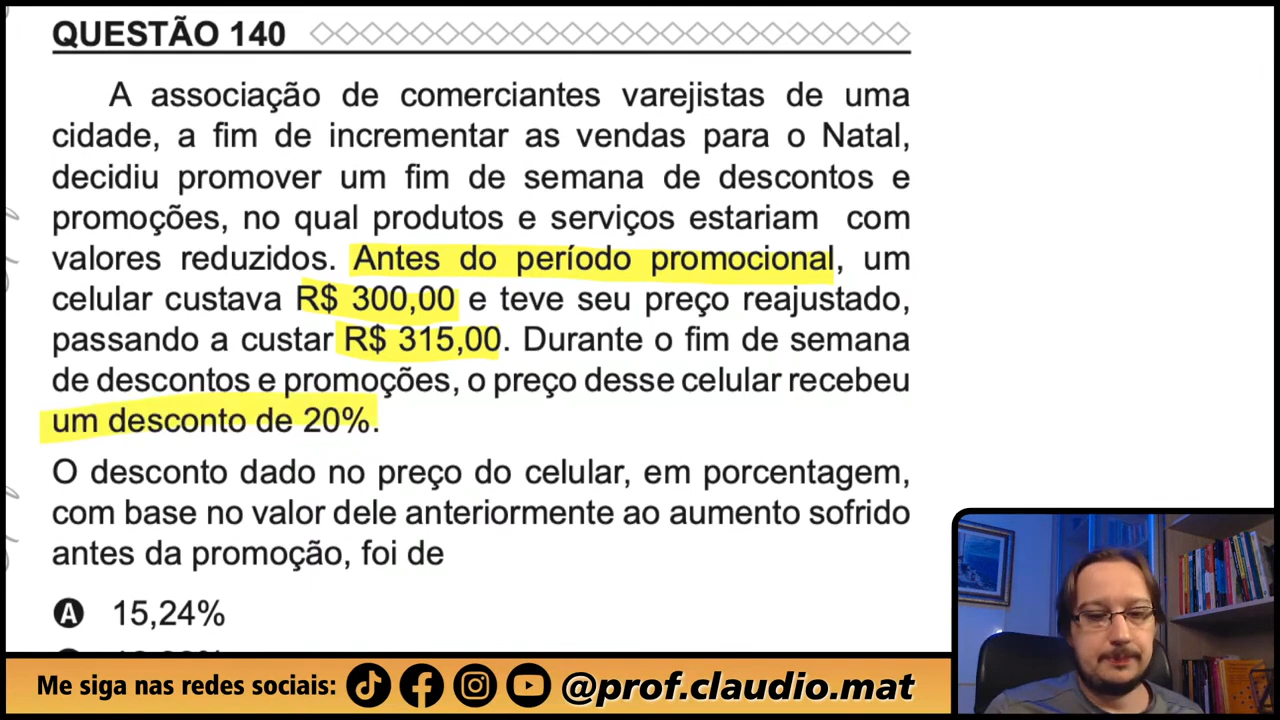 QUESTÃO 140
A associação de comerciantes varejistas de uma
cidade, a fim de incrementar as vendas para o Natal,
decidiu promover um fim de semana de descontos e
promoções, no qual produtos e serviços estariam com
valores reduzidos. Antes do período promocional, um
celular custava R$ 300,00 e teve seu preço reajustado,
passando a custar R$ 315,00. Durante o fim de semana
de descontos e promoções, o preço desse celular recebeu
um desconto de 20%.
O desconto dado no preço do celular, em porcentagem,
com base no valor dele anteriormente ao aumento sofrido
antes da promoção, foi de
A 15,24%
Me siga nas redes sociais: @prof.claudio.mat